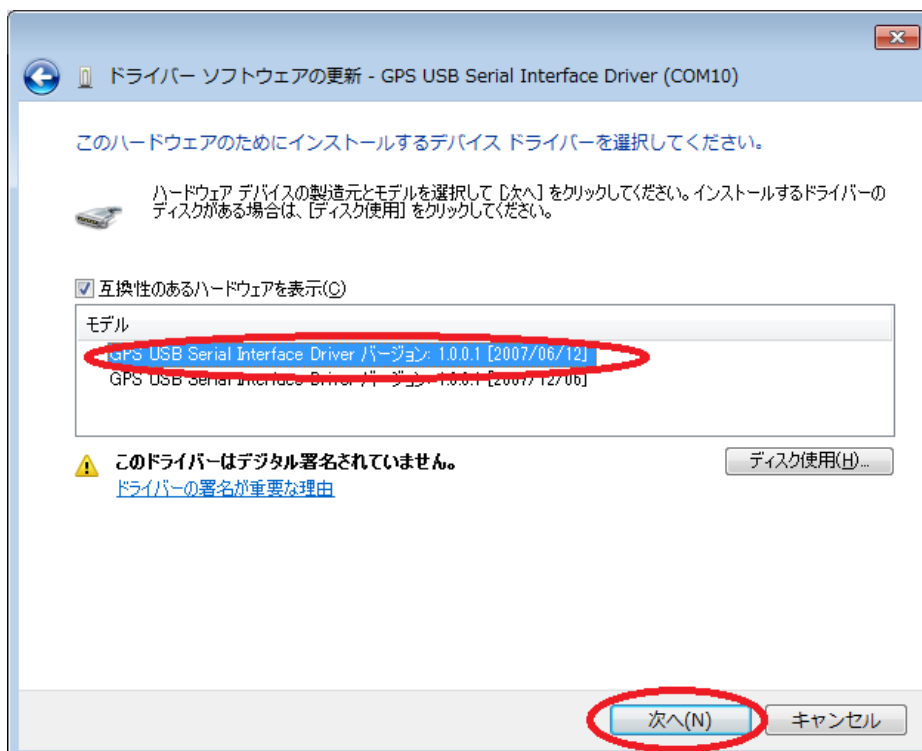 ドライバー ソフトウェアの更新 - GPS USB Serial Interface Driver (COM10)
このハードウェアのためにインストールするデバイス ドライバーを選択してください。
ハードウェア デバイスの製造元とモデルを選択して [次へ] をクリックしてください。インストールするドライバーの
ディスクがある場合は、[ディスク使用] をクリックしてください。
互換性のあるハードウェアを表示(C)
モデル
GPS USB Serial Interface Driver バージョン: 1.0.0.1 [2007/06/12]
GPS USB Serial Interface Driver バージョン: 1.0.0.1 [2007/12/06]
このドライバーはデジタル署名されていません。
ディスク使用(H)...
ドライバーの署名が重要な理由
次へ(N)
キャンセル